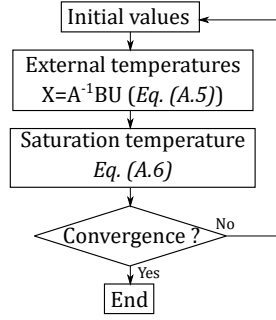 Initial values
External temperatures
X=A⁻¹BU (Eq. (A.5))
Saturation temperature
Eq. (A.6)
Convergence ?
No
Yes
End